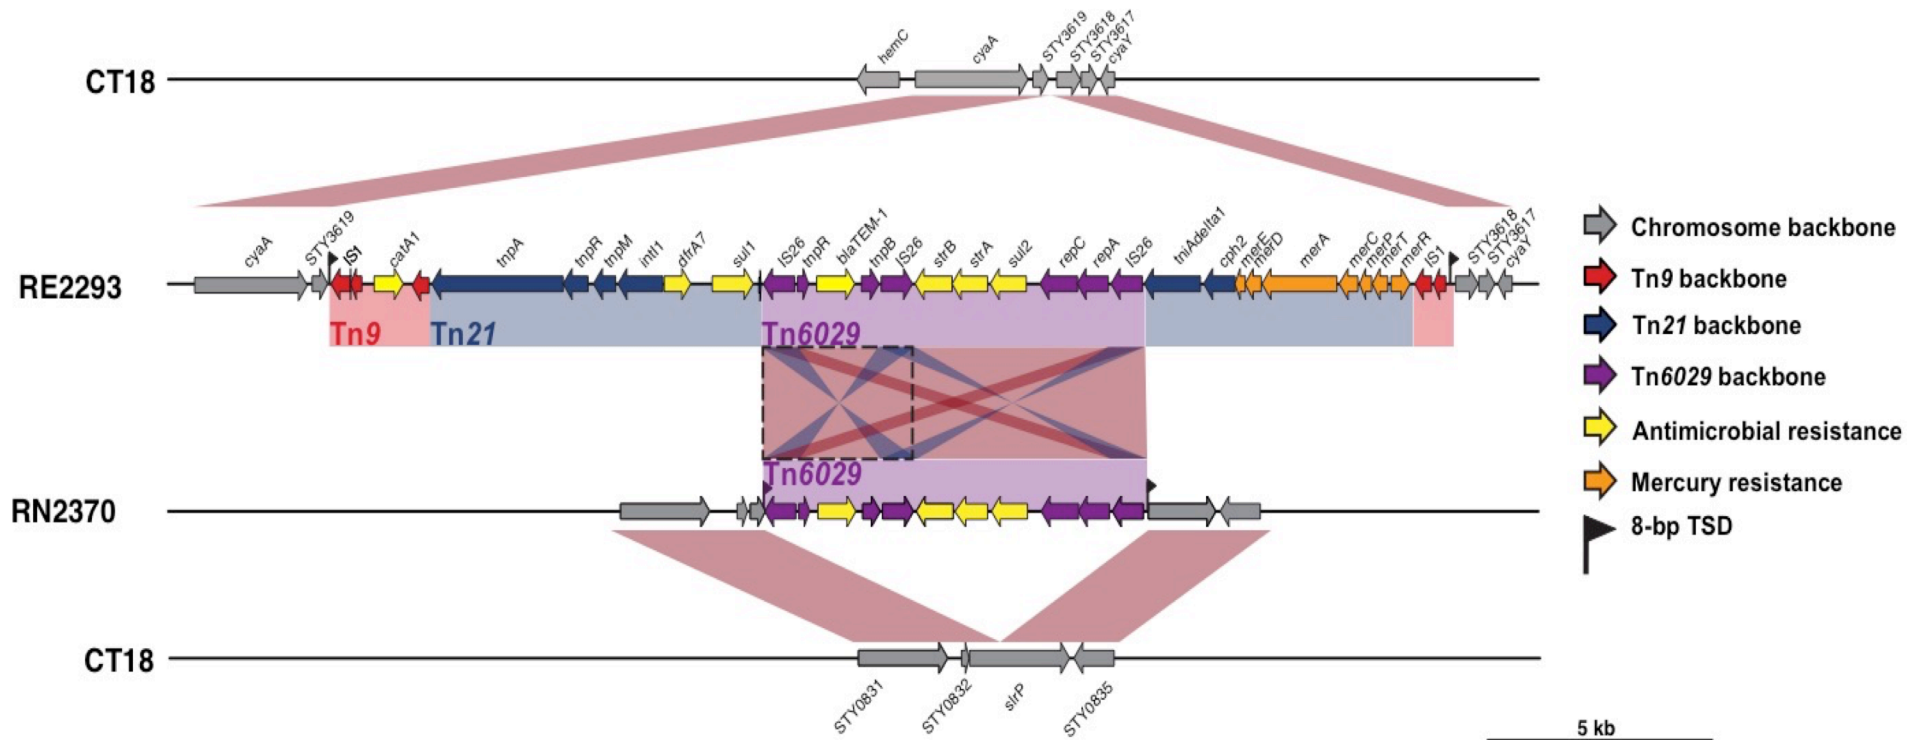 hemC cyaA STY3619 STY3618 STY3617 cyaY
CT18
cyaA STY3619 IS1 catA1 tnpA tnpR tnpM intI1 dfrA7 sul1 IS26 tnpR blaTEM-1 tnpB IS26 strB strA sul2 repC repA IS26 tniAdelta1 cph2 merE merD merA merC merP merT merR IS1 STY3618 STY3617 cyaY
RE2293
Tn9 Tn21 Tn6029
Tn6029
RN2370
CT18
STY0831 STY0832 slrP STY0835
Chromosome backbone
Tn9 backbone
Tn21 backbone
Tn6029 backbone
Antimicrobial resistance
Mercury resistance
8-bp TSD
5 kb